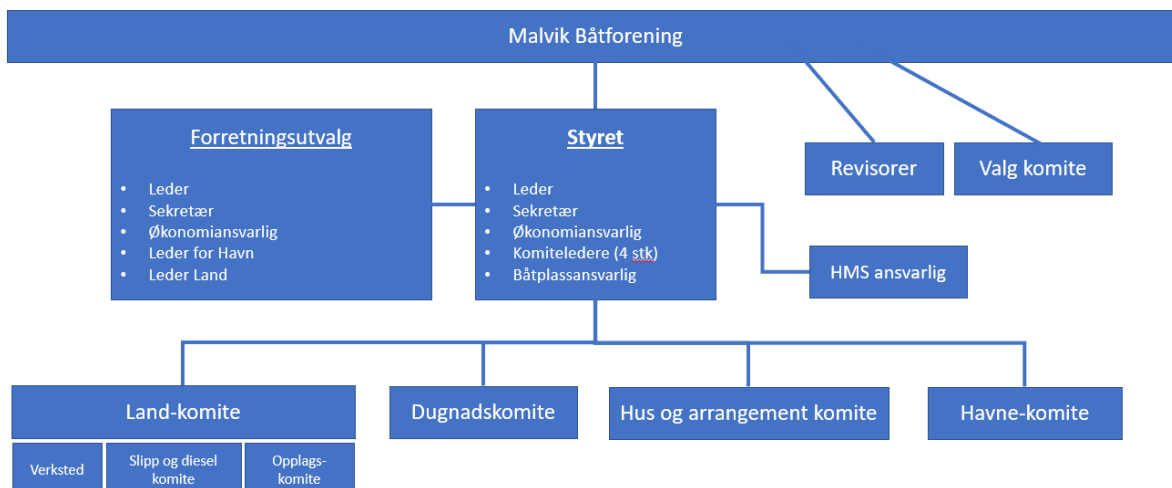 Malvik Båtforening
Forretningsutvalg
• Leder
• Sekretær
• Økonomiansvarlig
• Leder for Havn
• Leder Land
Styret
• Leder
• Sekretær
• Økonomiansvarlig
• Komiteledere (4 stk)
• Båtplassansvarlig
Revisorer
Valg komite
HMS ansvarlig
Land-komite
Verksted
Slipp og diesel
komite
Opplags-
komite
Dugnadskomite
Hus og arrangement komite
Havne-komite